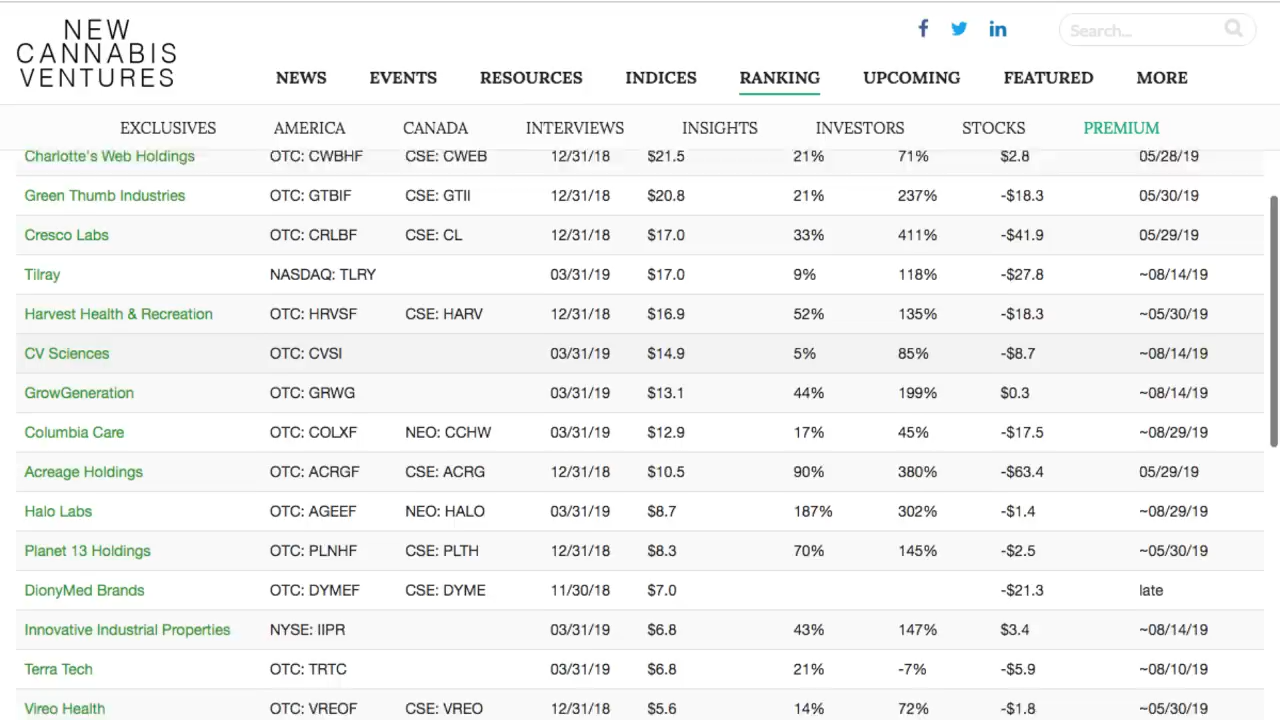 NEW
CANNABIS
VENTURES
Search...
NEWS EVENTS RESOURCES INDICES RANKING UPCOMING FEATURED MORE
EXCLUSIVES AMERICA CANADA INTERVIEWS INSIGHTS INVESTORS STOCKS PREMIUM
Charlotte's Web Holdings OTC: CWBHF CSE: CWEB 12/31/18 $21.5 21% 71% $2.8 05/28/19
Green Thumb Industries OTC: GTBIF CSE: GTII 12/31/18 $20.8 21% 237% -$18.3 05/30/19
Cresco Labs OTC: CRLBF CSE: CL 12/31/18 $17.0 33% 411% -$41.9 05/29/19
Tilray NASDAQ: TLRY 03/31/19 $17.0 9% 118% -$27.8 ~08/14/19
Harvest Health & Recreation OTC: HRVSF CSE: HARV 12/31/18 $16.9 52% 135% -$18.3 ~05/30/19
CV Sciences OTC: CVSI 03/31/19 $14.9 5% 85% -$8.7 ~08/14/19
GrowGeneration OTC: GRWG 03/31/19 $13.1 44% 199% $0.3 ~08/14/19
Columbia Care OTC: COLXF NEO: CCHW 03/31/19 $12.9 17% 45% -$17.5 ~08/29/19
Acreage Holdings OTC: ACRGF CSE: ACRG 12/31/18 $10.5 90% 380% -$63.4 05/29/19
Halo Labs OTC: AGEEF NEO: HALO 03/31/19 $8.7 187% 302% -$1.4 ~08/29/19
Planet 13 Holdings OTC: PLNHF CSE: PLTH 12/31/18 $8.3 70% 145% -$2.5 ~05/30/19
DionyMed Brands OTC: DYMEF CSE: DYME 11/30/18 $7.0 -$21.3 late
Innovative Industrial Properties NYSE: IIPR 03/31/19 $6.8 43% 147% $3.4 ~08/14/19
Terra Tech OTC: TRTC 03/31/19 $6.8 21% -7% -$5.9 ~08/10/19
Vireo Health OTC: VREOF CSE: VREO 12/31/18 $5.6 14% 72% -$1.8 ~05/30/19